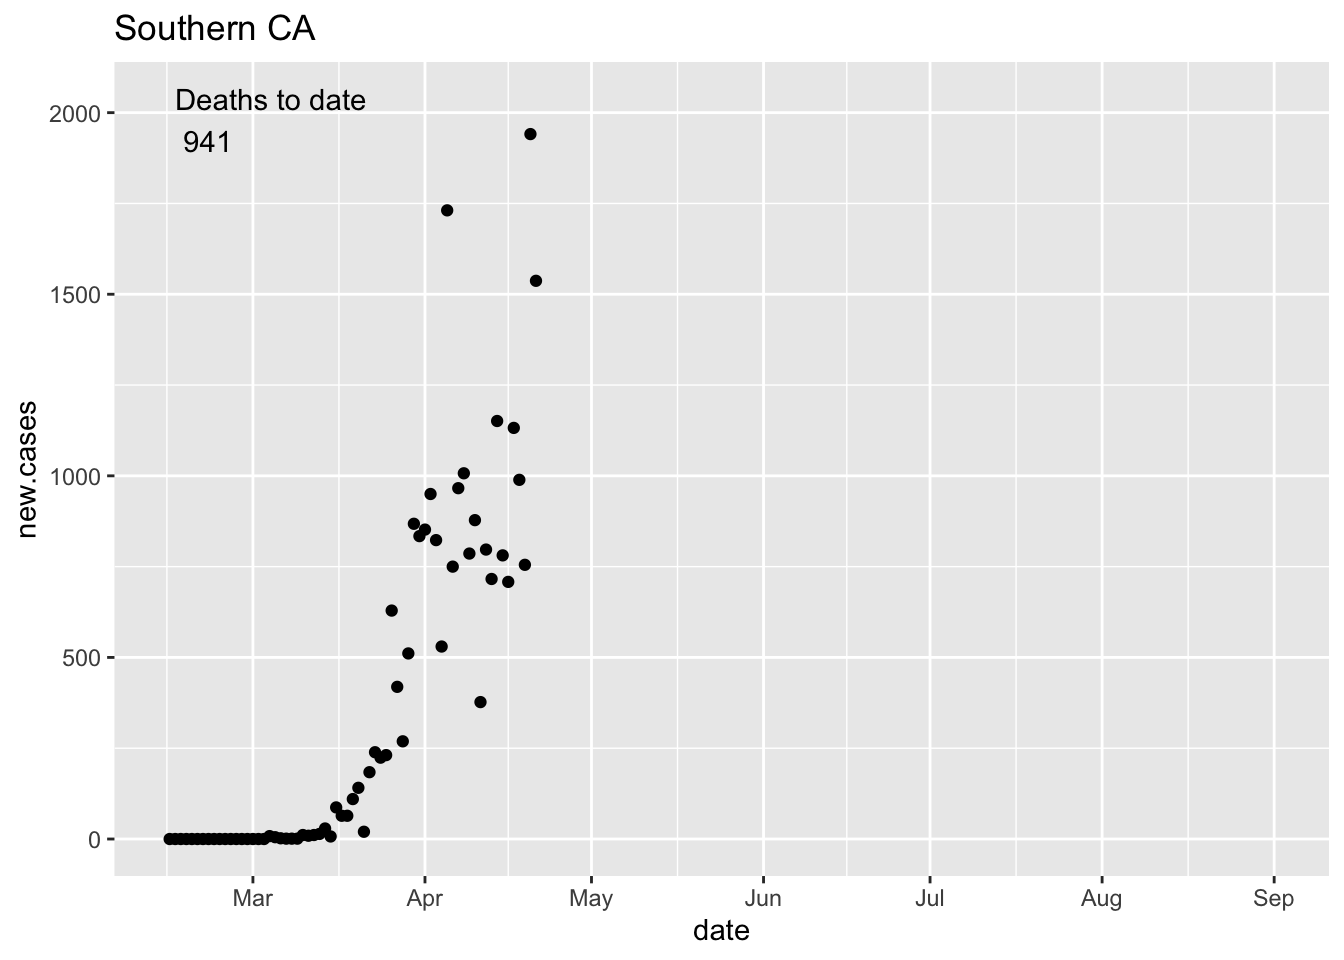 Southern CA
Deaths to date
941
2000
1500
1000
500
0
new.cases
Mar Apr May Jun Jul Aug Sep
date